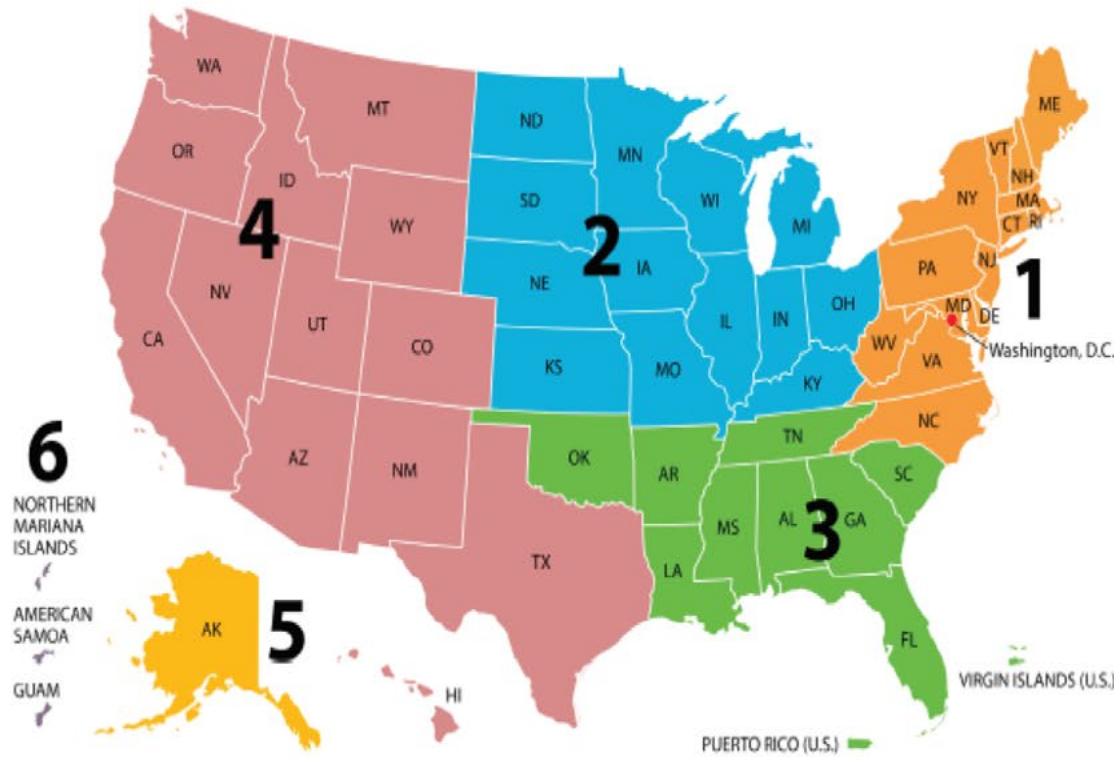 WA
MT
ND
MN
ME
OR
ID
SD
WI
MI
VT
NH
NY
MA
CT
RI
4
WY
2
IA
PA
NJ
1
NV
NE
OH
MD
DE
CA
UT
CO
IL
IN
WV
VA
Washington, D.C.
KS
MO
KY
NC
6
AZ
NM
OK
AR
TN
SC
NORTHERN
MARIANA
ISLANDS
TX
LA
MS
AL
GA
3
AMERICAN
SAMOA
AK
5
FL
GUAM
HI
VIRGIN ISLANDS (U.S.)
PUERTO RICO (U.S.)